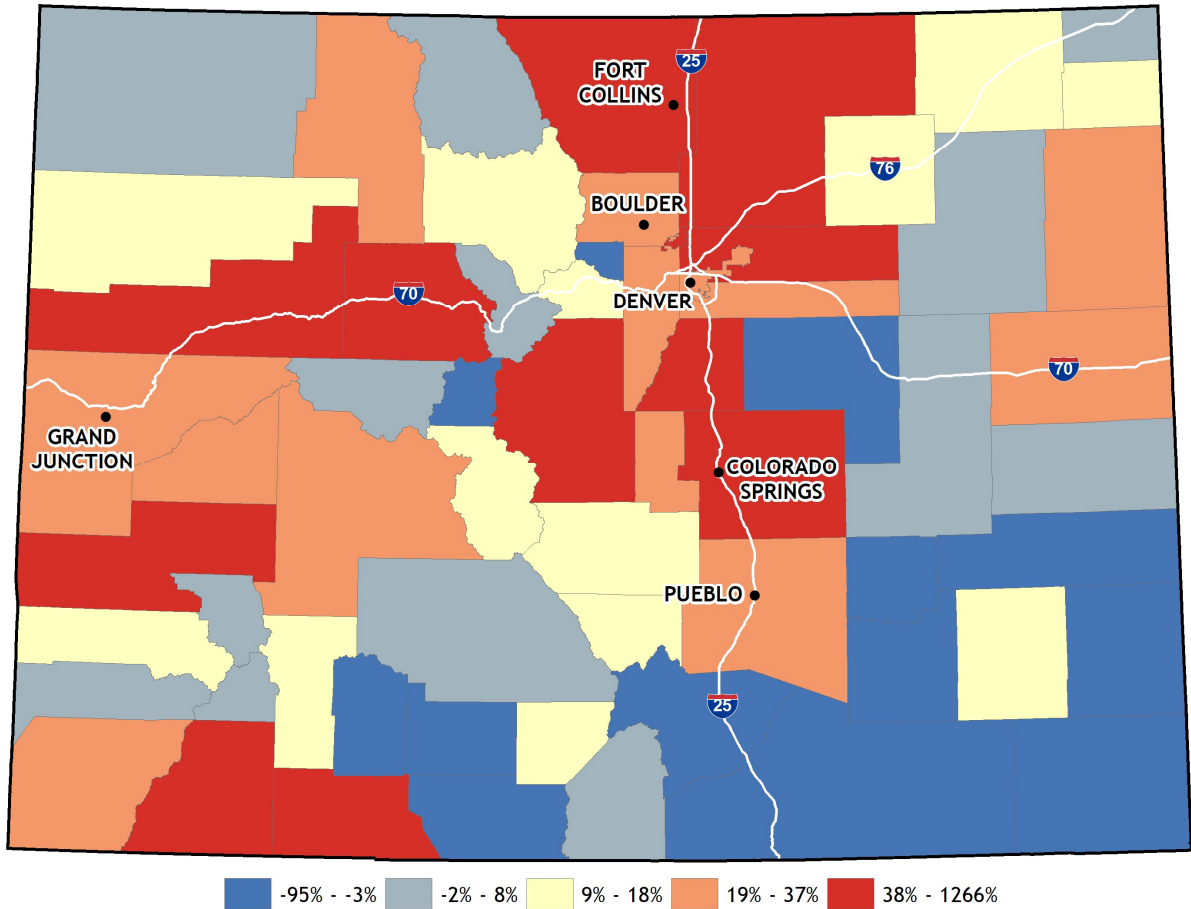 25
FORT
COLLINS
76
BOULDER
70
DENVER
70
GRAND
JUNCTION
COLORADO
SPRINGS
PUEBLO
25
-95% - -3%
-2% - 8%
9% - 18%
19% - 37%
38% - 1266%